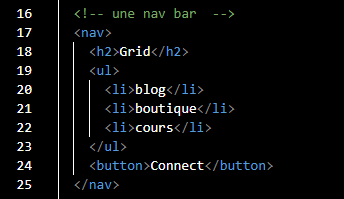 16 <!-- une nav bar  -->
17 <nav>
18 <h2>Grid</h2>
19 <ul>
20 <li>blog</li>
21 <li>boutique</li>
22 <li>cours</li>
23 </ul>
24 <button>Connect</button>
25 </nav>